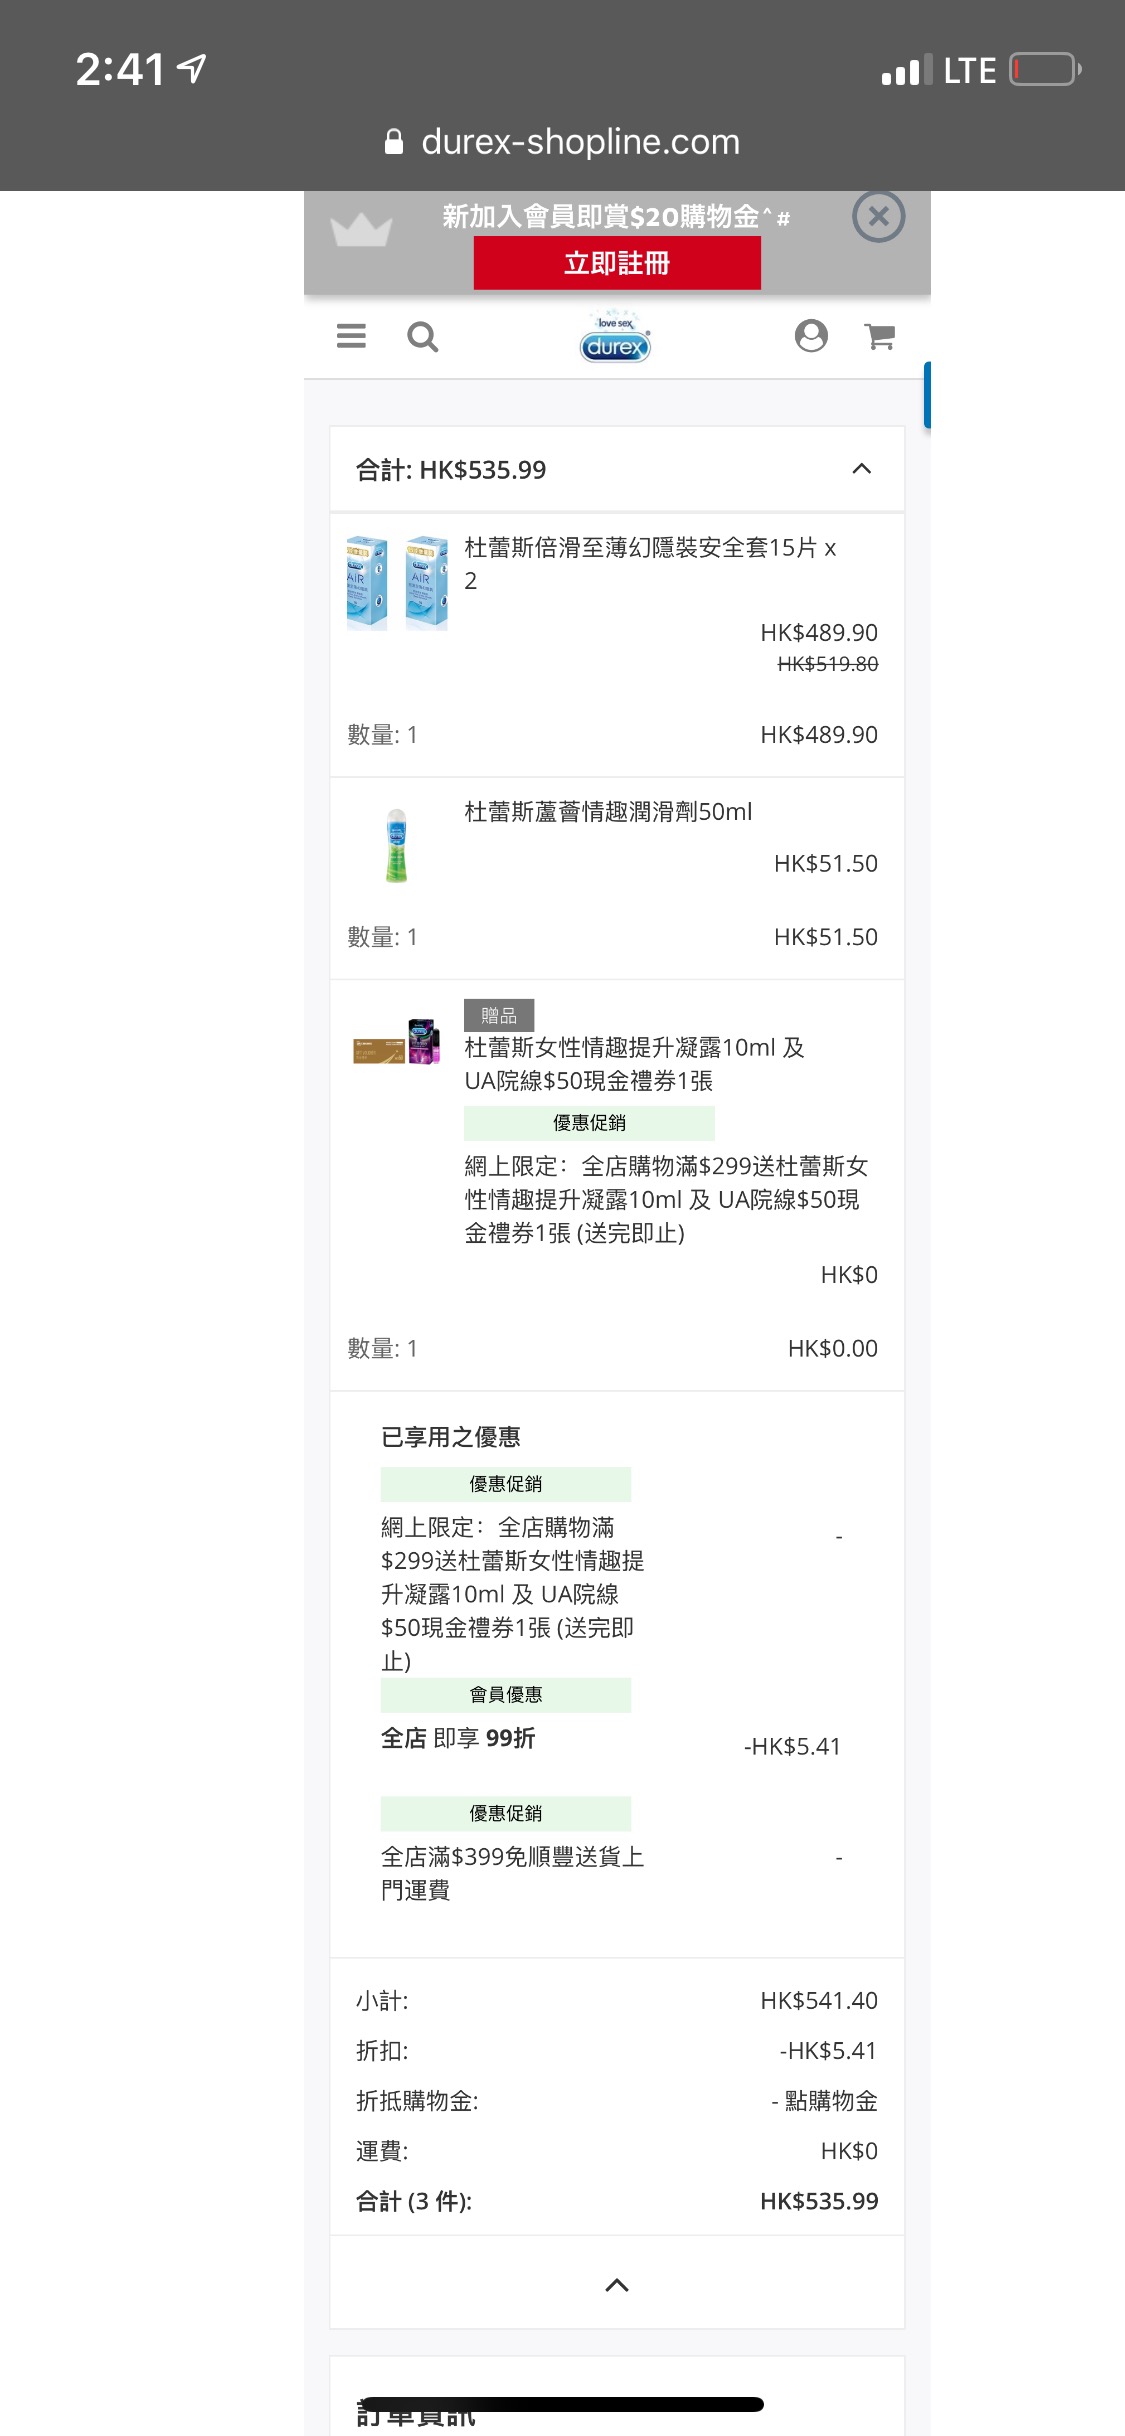 2:41
LTE
durex-shopline.com
新加入會員即賞$20購物金^#
立即註冊
love sex
durex
合計: HK$535.99
AIR
AIR
杜蕾斯倍滑至薄幻隱裝安全套15片 x
2
HK$489.90
HK$519.80
數量: 1
HK$489.90
杜蕾斯蘆薈情趣潤滑劑50ml
HK$51.50
數量: 1
HK$51.50
贈品
杜蕾斯女性情趣提升凝露10ml 及
UA院線$50現金禮券1張
優惠促銷
網上限定：全店購物滿$299送杜蕾斯女
性情趣提升凝露10ml 及 UA院線$50現
金禮券1張 (送完即止)
HK$0
數量: 1
HK$0.00
已享用之優惠
優惠促銷
網上限定：全店購物滿
$299送杜蕾斯女性情趣提
升凝露10ml 及 UA院線
$50現金禮券1張 (送完即
止)
-
會員優惠
全店 即享 99折
-HK$5.41
優惠促銷
全店滿$399免順豐送貨上
門運費
-
小計:
HK$541.40
折扣:
-HK$5.41
折抵購物金:
- 點購物金
運費:
HK$0
合計 (3 件):
HK$535.99
訂單資訊